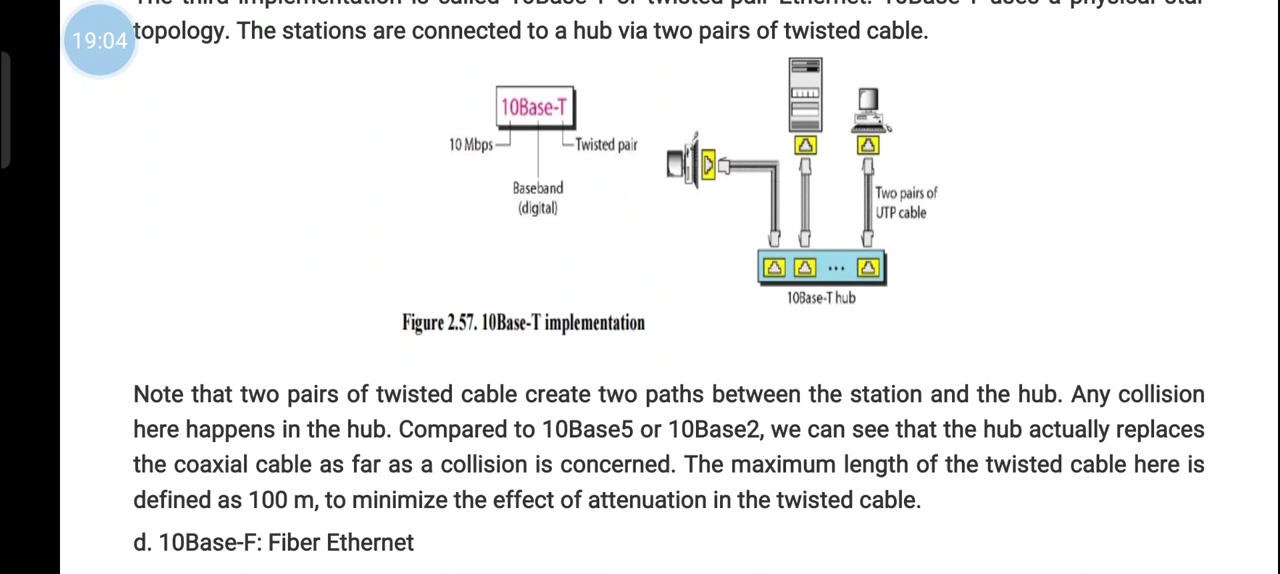 19:04
topology. The stations are connected to a hub via two pairs of twisted cable.
10Base-T
10 Mbps
Twisted pair
Baseband
(digital)
Two pairs of
UTP cable
...
10Base-T hub
Figure 2.57. 10Base-T implementation
Note that two pairs of twisted cable create two paths between the station and the hub. Any collision
here happens in the hub. Compared to 10Base5 or 10Base2, we can see that the hub actually replaces
the coaxial cable as far as a collision is concerned. The maximum length of the twisted cable here is
defined as 100 m, to minimize the effect of attenuation in the twisted cable.
d. 10Base-F: Fiber Ethernet